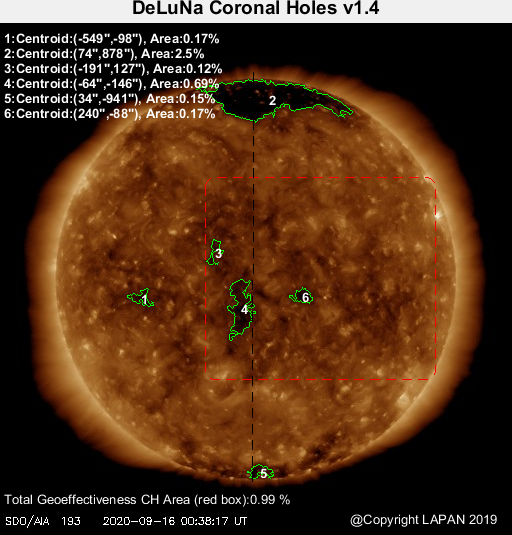 DeLuNa Coronal Holes v1.4
1:Centroid:(-549",-98"), Area:0.17%
2:Centroid:(74",878"), Area:2.5%
3:Centroid:(-191",127"), Area:0.12%
4:Centroid:(-64",-146"), Area:0.69%
5:Centroid:(34",-941"), Area:0.15%
6:Centroid:(240",-88"), Area:0.17%
2
3
1
4
6
5
Total Geoeffectiveness CH Area (red box):0.99 %
SDO/AIA 193 2020-09-16 00:38:17 UT
@Copyright LAPAN 2019